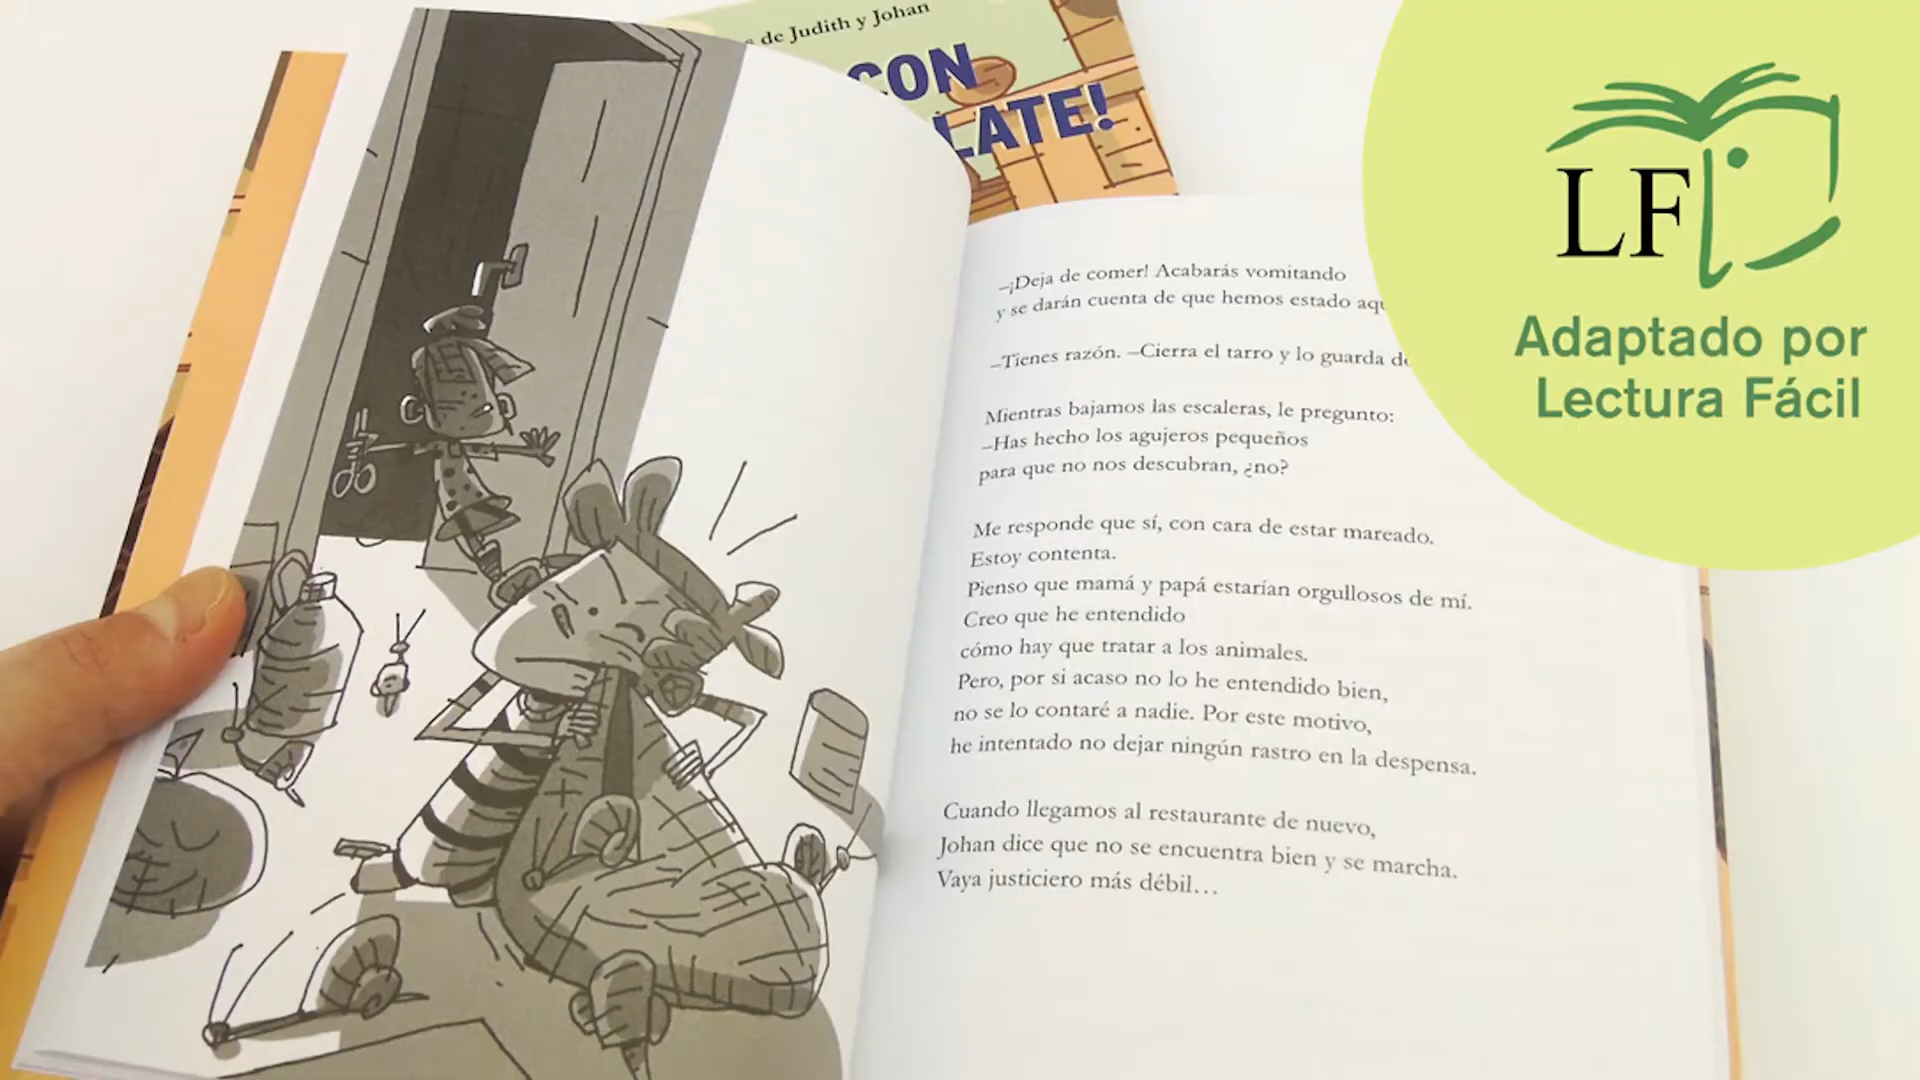 de Judith y Johan
CON
LATE!
–¡Deja de comer! Acabarás vomitando
y se darán cuenta de que hemos estado
–Tienes razón. –Cierra el tarro y lo guarda
Mientras bajamos las escaleras, le pregunto:
–Has hecho los agujeros pequeños
para que no nos descubran, ¿no?
Me responde que sí, con cara de estar mareado.
Estoy contenta.
Pienso que mamá y papá estarían orgullosos de mí.
Creo que he entendido
cómo hay que tratar a los animales.
Pero, por si acaso no lo he entendido bien,
no se lo contaré a nadie. Por este motivo,
he intentado no dejar ningún rastro en la despensa.
Cuando llegamos al restaurante de nuevo,
Johan dice que no se encuentra bien y se marcha.
Vaya justiciero más débil…
LF
Adaptado por
Lectura Fácil